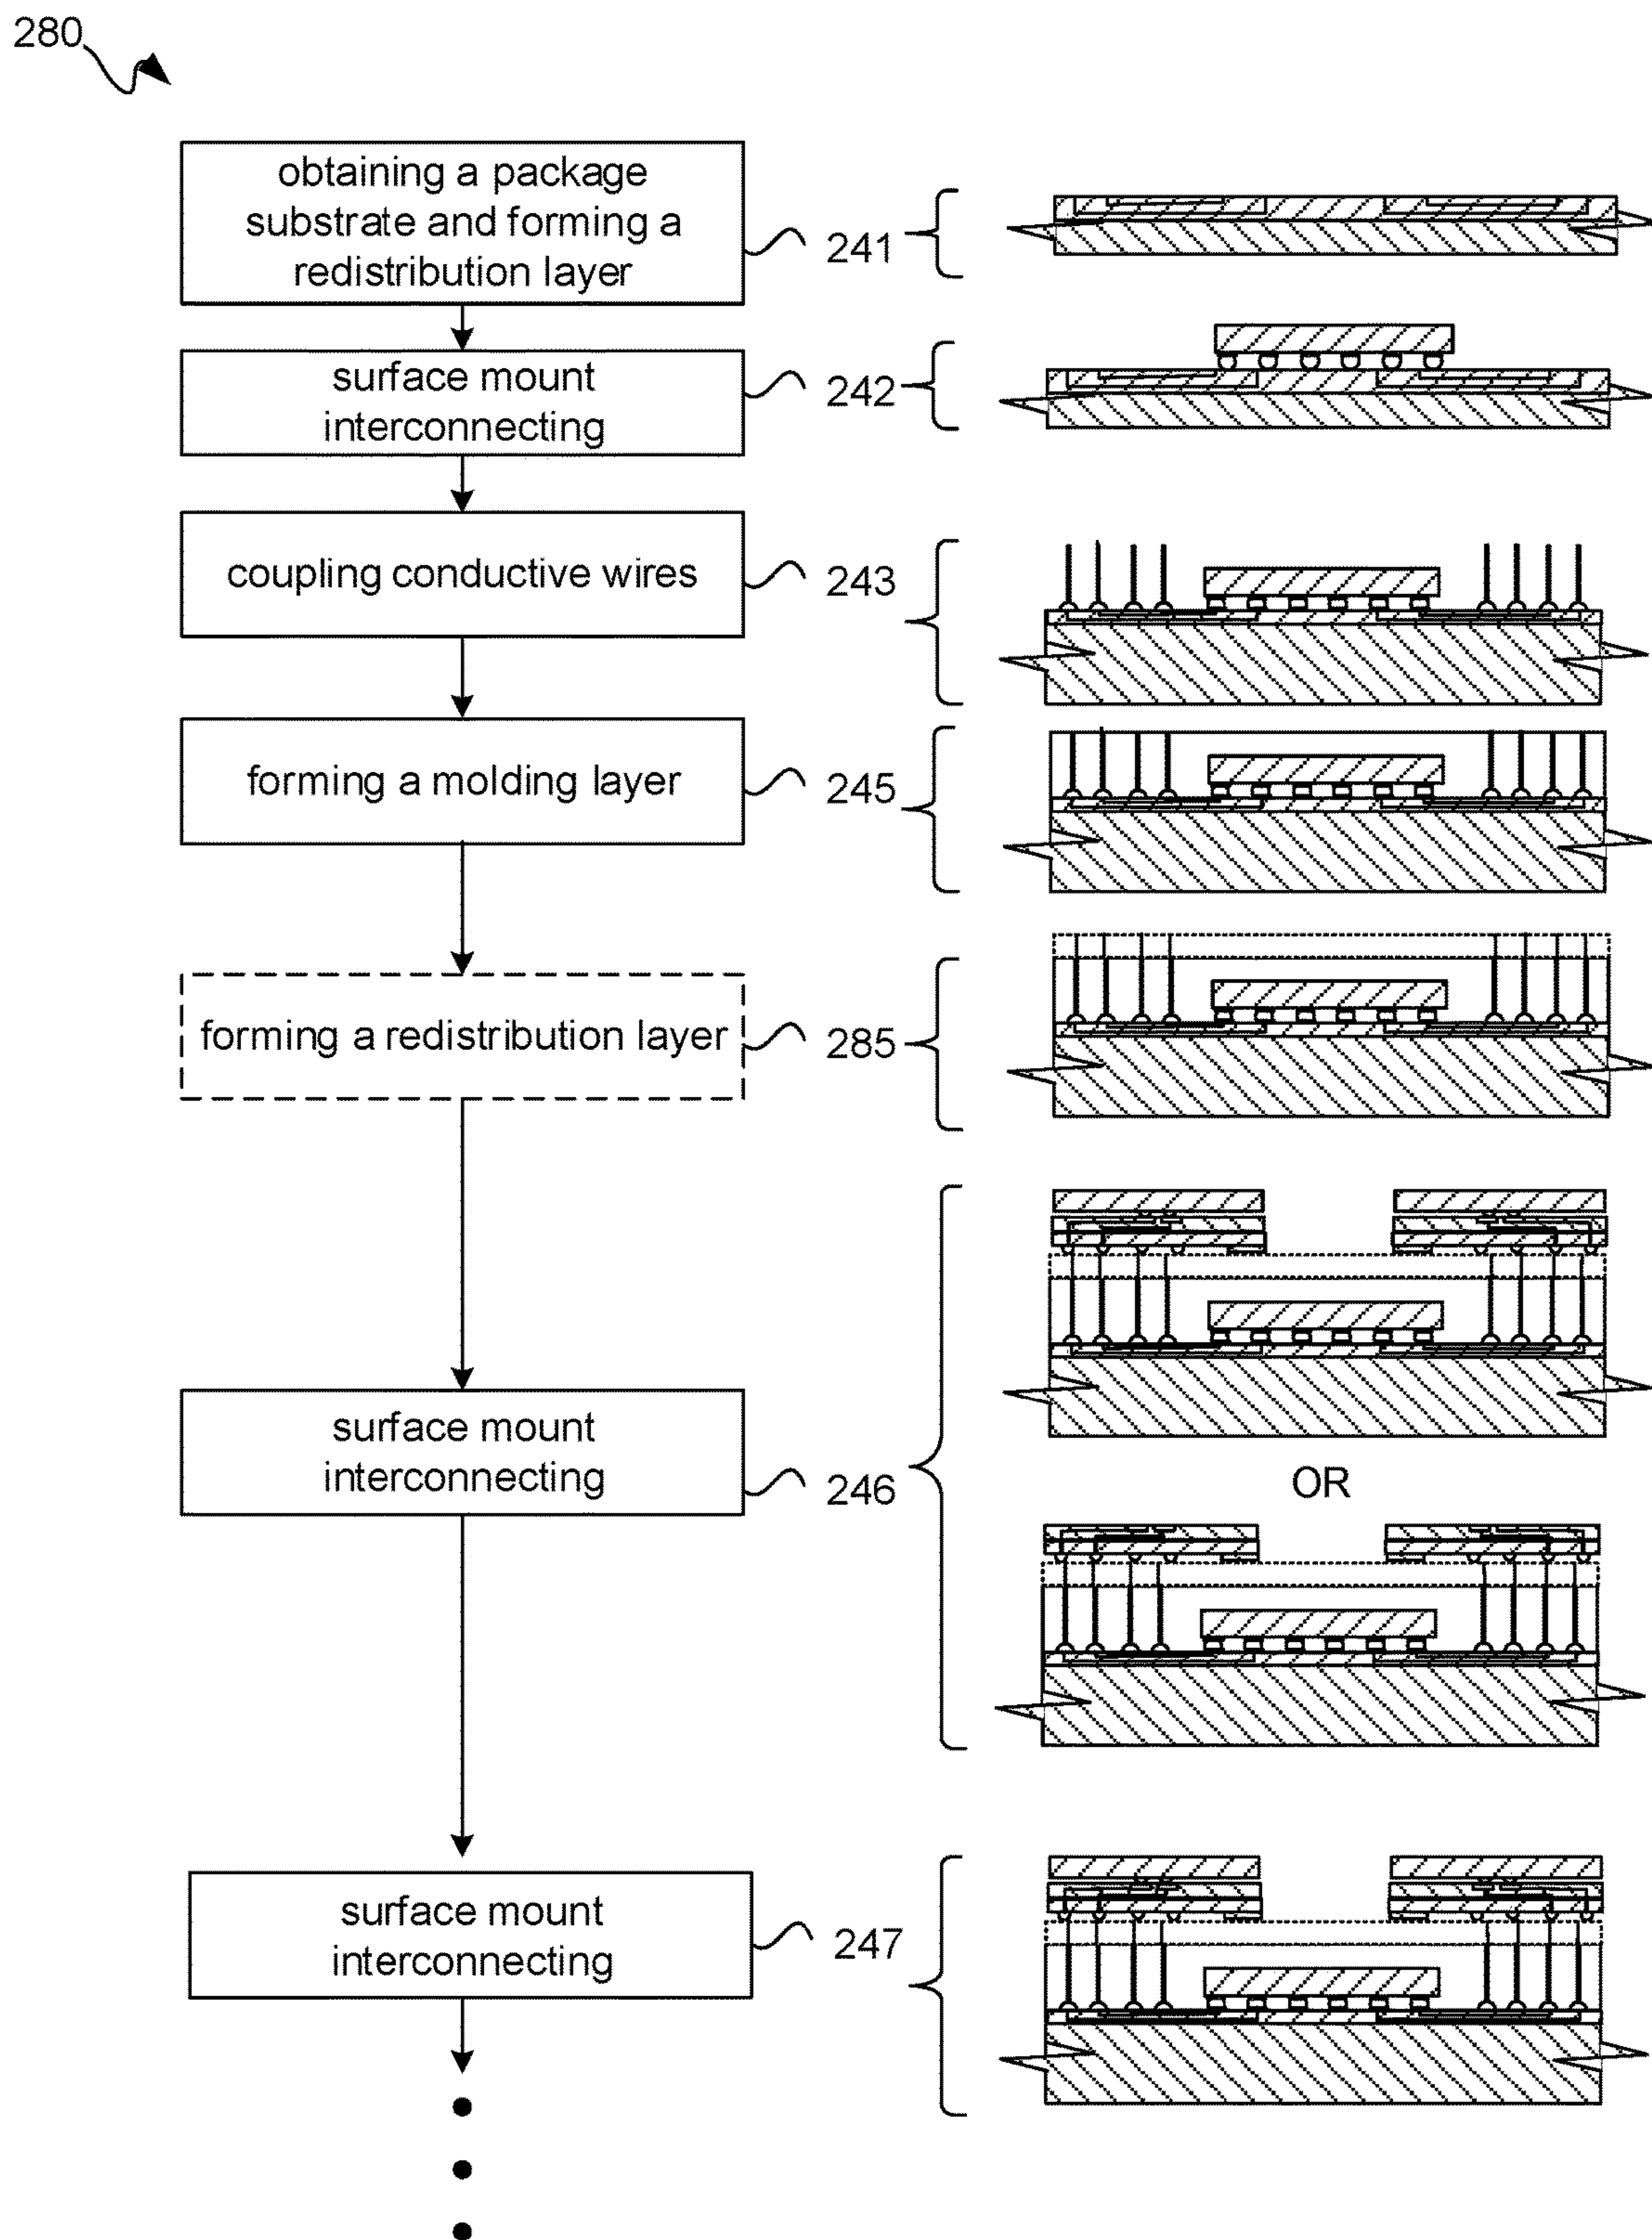 280
obtaining a package
substrate and forming a
redistribution layer
241
surface mount
interconnecting
242
coupling conductive wires
243
forming a molding layer
245
forming a redistribution layer
285
surface mount
interconnecting
246
OR
surface mount
interconnecting
247